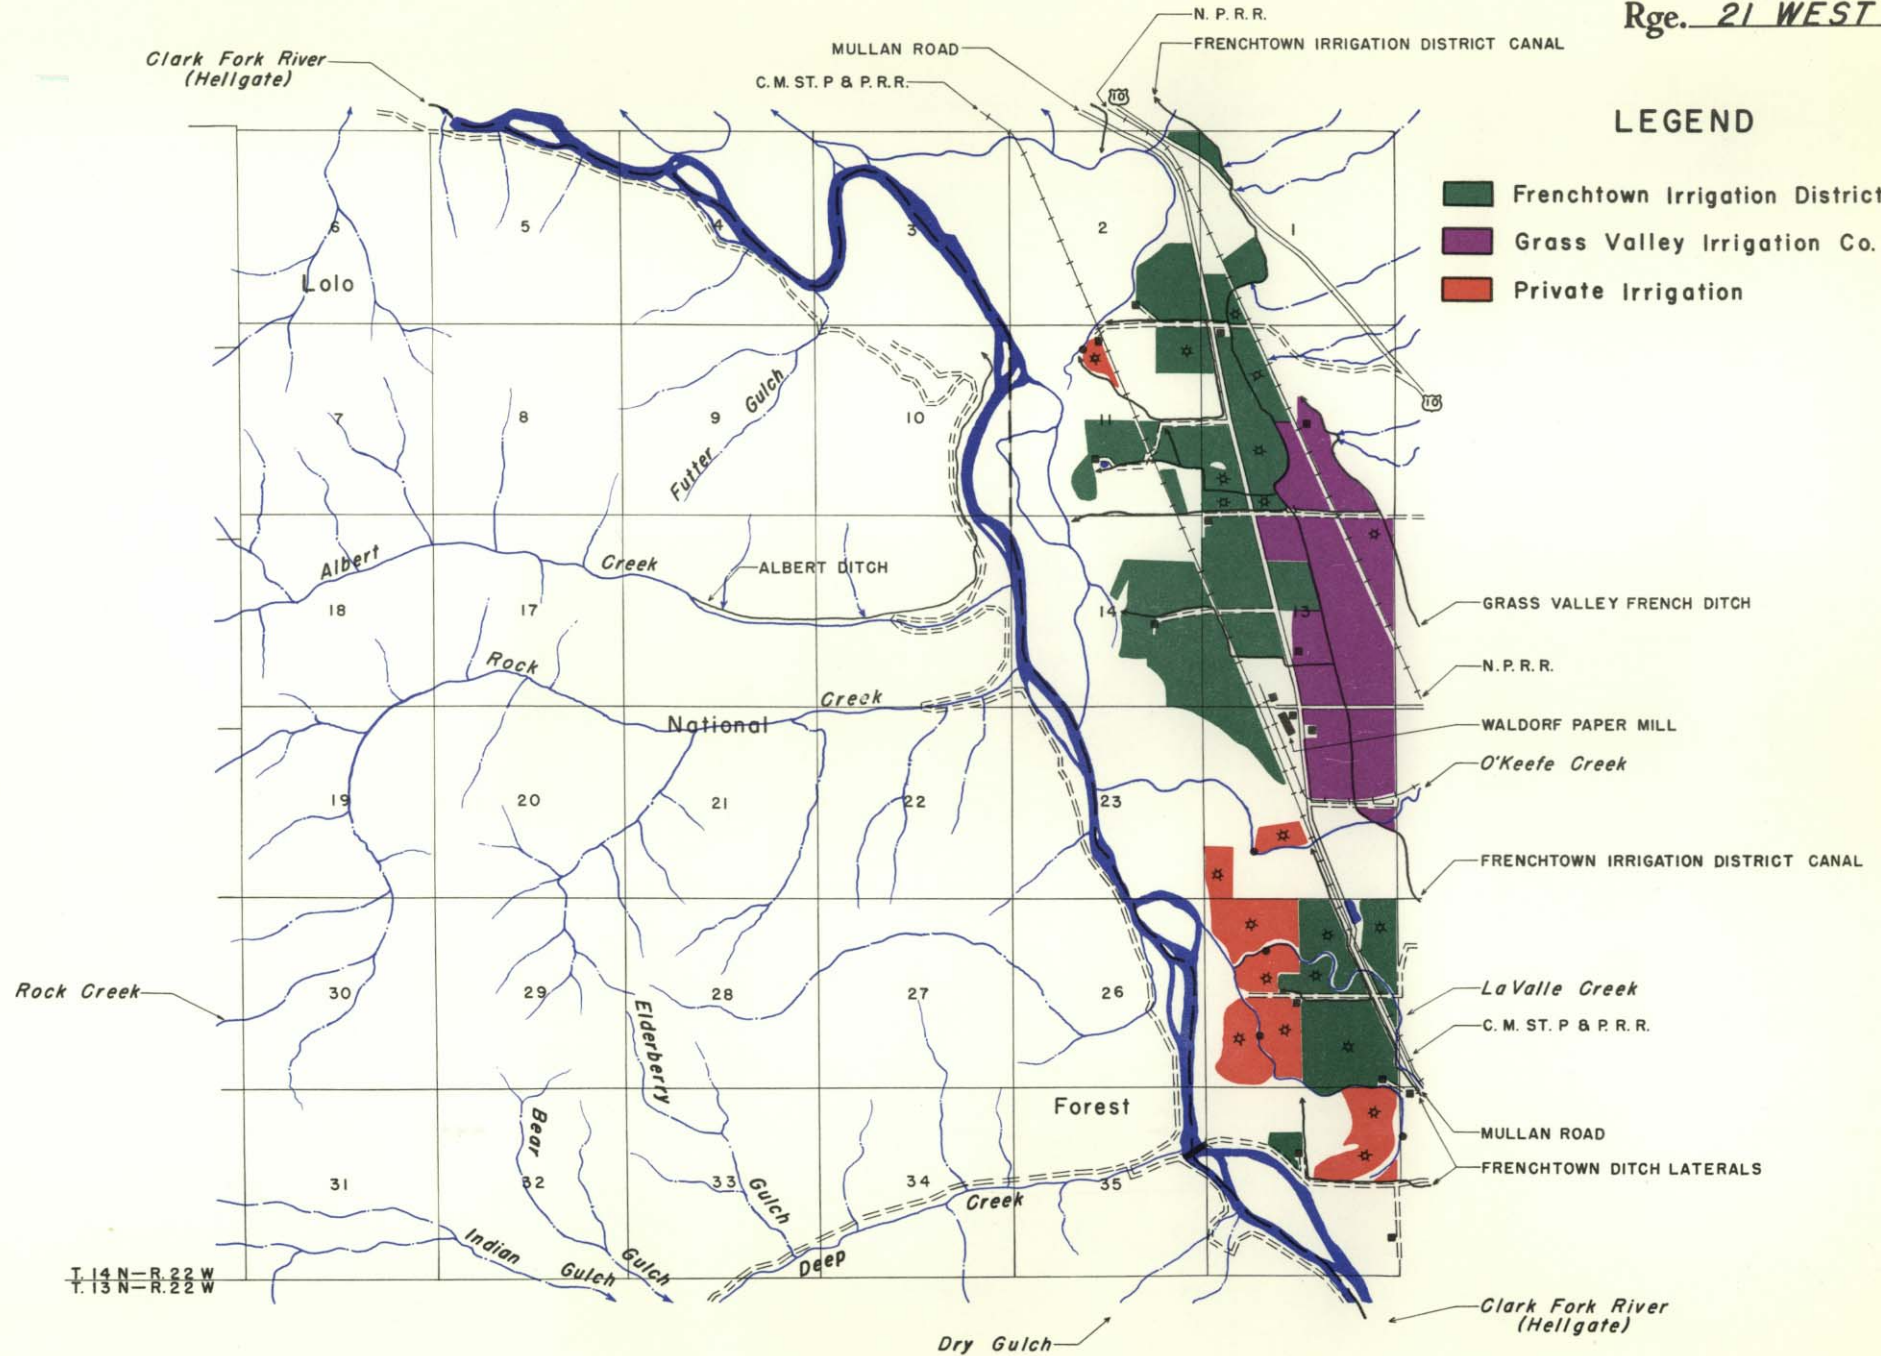 Rge. 21 WEST
N. P. R. R.
MULLAN ROAD
FRENCHTOWN IRRIGATION DISTRICT CANAL
C. M. ST. P & P. R. R.
Clark Fork River
(Hellgate)
10
LEGEND
Frenchtown Irrigation District
Grass Valley Irrigation Co.
Private Irrigation
6
5
4
3
2
1
Lolo
7
8
9
Futter Gulch
10
11
10
Albert Creek
ALBERT DITCH
18
17
14
13
GRASS VALLEY FRENCH DITCH
Rock Creek
N. P. R. R.
National
WALDORF PAPER MILL
O'Keefe Creek
19
20
21
22
23
FRENCHTOWN IRRIGATION DISTRICT CANAL
Rock Creek
30
29
28
27
26
La Valle Creek
C. M. ST. P & P. R. R.
Elderberry Gulch
Bear Gulch
Forest
MULLAN ROAD
FRENCHTOWN DITCH LATERALS
31
32
33
34
35
Deep Creek
Indian Gulch
T. 14 N—R. 22 W
T. 13 N—R. 22 W
Clark Fork River
(Hellgate)
Dry Gulch